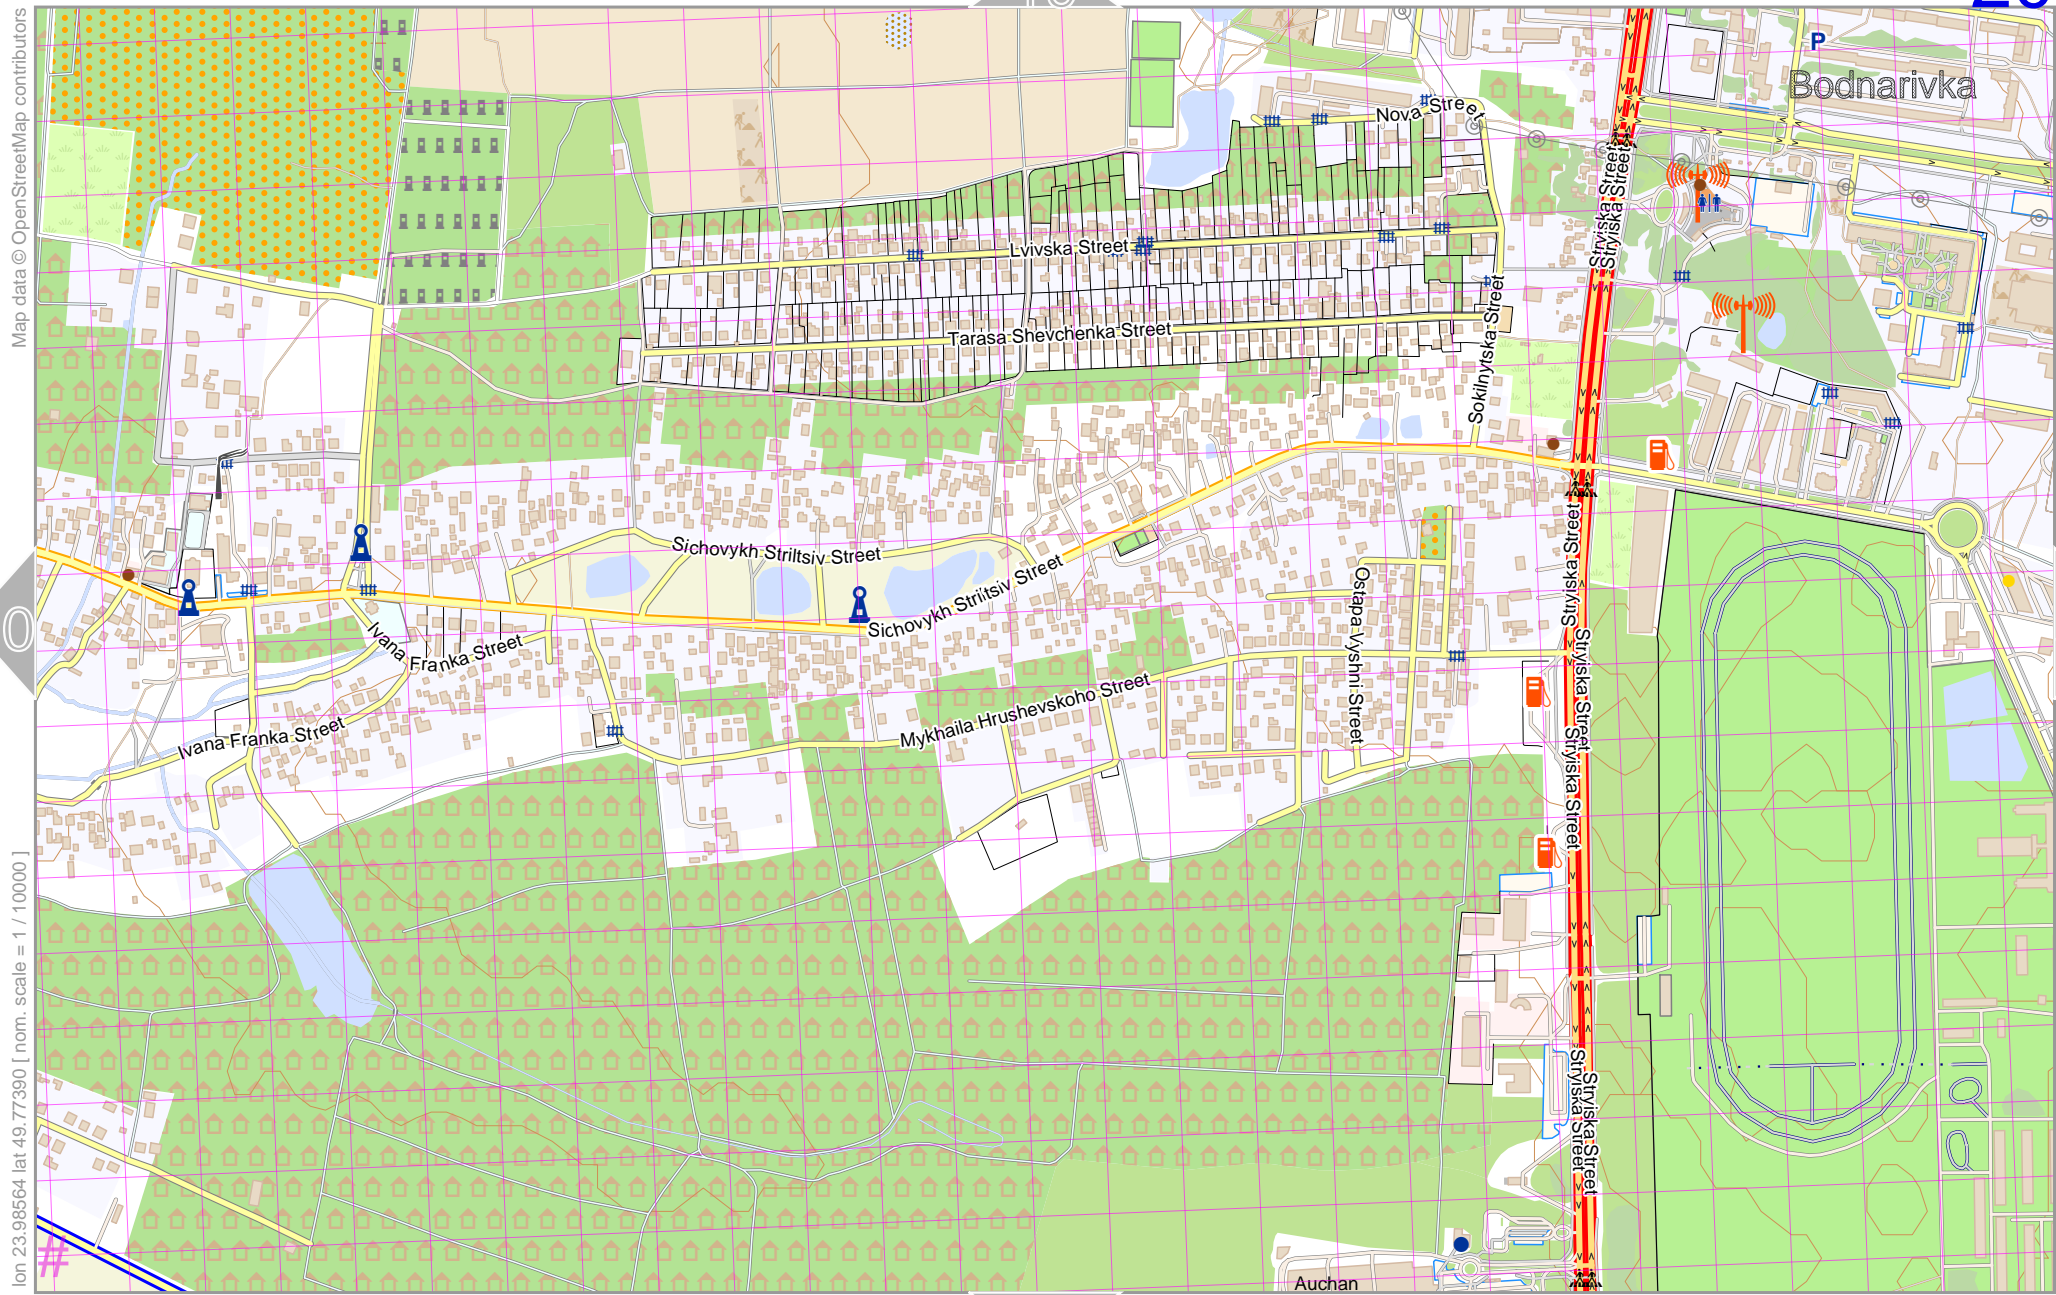 Map data © OpenStreetMap contributors
P
Bodnarivka
Nova Street
Stryiska Street
Stryiska Street
Lvivska Street
Tarasa Shevchenka Street
Sokilnytska Street
Sichovykh Striltsiv Street
Sichovykh Striltsiv Street
Stryiska Street
Ostapa Vyshni Street
Ivana Franka Street
Stryiska Street
Mykhaila Hrushevskoho Street
Ivana Franka Street
Stryiska Street
lon 23.98564 lat 49.77390 [ nom. scale = 1 / 10000 ]
Stryiska Street
Stryiska Street
#
Auchan